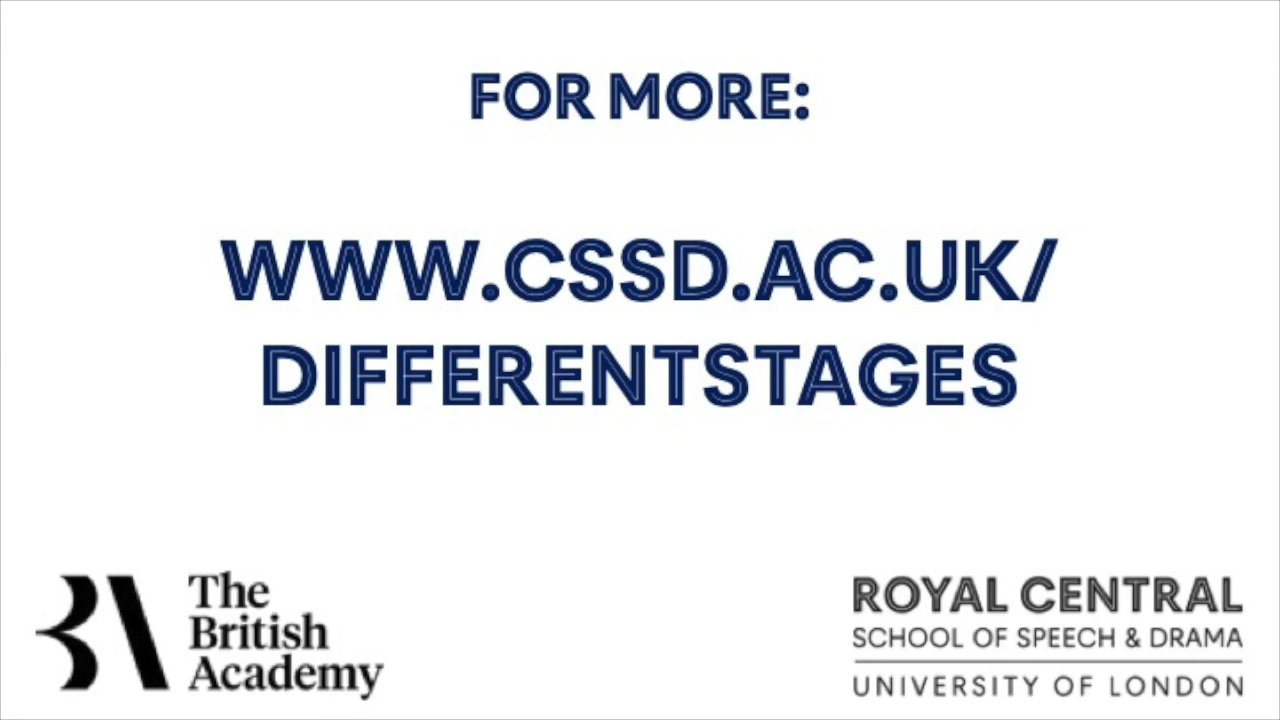 FOR MORE:
WWW.CSSD.AC.UK/
DIFFERENTSTAGES
The
British
Academy
ROYAL CENTRAL
SCHOOL OF SPEECH & DRAMA
UNIVERSITY OF LONDON